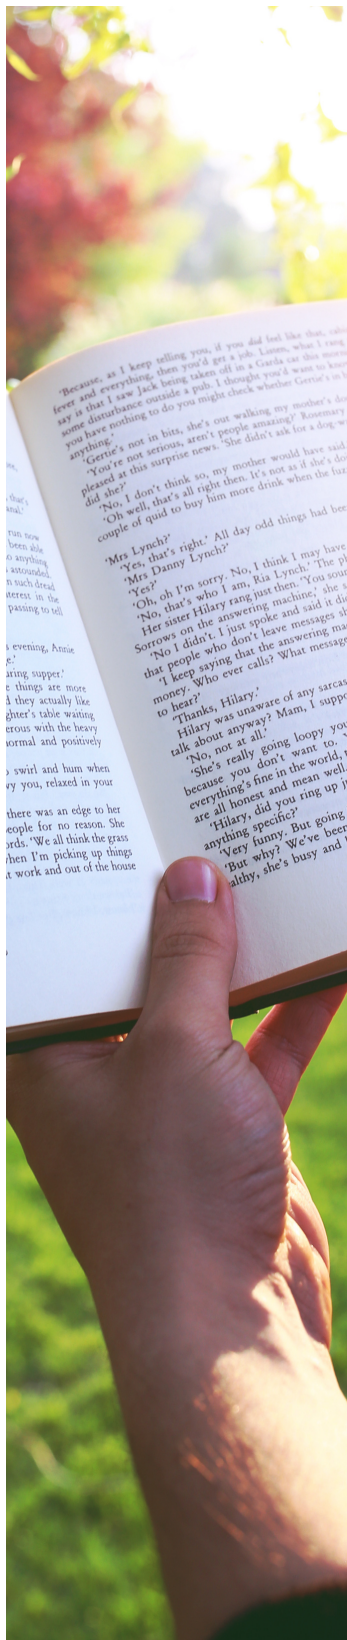 that's
run now
been able
o anything
astounded.
n such dread
terest in the
passing to tell
s evening, Annie
uring supper.'
e things are more
d they actually like
ghter's table waiting
erous with the heavy
normal and positively
swirl and hum when
vy you, relaxed in your
there was an edge to her
people for no reason. She
ords. 'We all think the grass
when I'm picking up things
t work and out of the house
'Because, as I keep telling you, if you did feel like that,
fever and everything, then you'd get a job. Listen, what I rang
say is that I saw Jack being taken off in a Garda car this morn
some disturbance outside a pub. I thought you'd want to know
you have nothing to do you might check whether Gertie's in
anything.'
'Gertie's not in bits, she's out walking my mother's do
'You're not serious, aren't people amazing?' Rosemary
pleased at this surprise news. 'She didn't ask for a dog-w
did she?'
'No, I don't think so, my mother would have said
'Oh well, that's all right then. It's not as if she's do
couple of quid to buy him more drink when the fuz
'Yes, that's right.' All day odd things had bee
'Mrs Lynch?'
'Mrs Danny Lynch?'
'Yes?'
'Oh, oh I'm sorry. No, I think I may have
'No, that's who I am, Ria Lynch.' The pl
Her sister Hilary rang just then. 'You soun
Sorrows on the answering machine,' she s
'No I didn't. I just spoke and said it did
that people who don't leave messages sh
'I keep saying that the answering ma
money. Who ever calls? What message
to hear?'
'Thanks, Hilary.'
Hilary was unaware of any sarcas
talk about anyway? Mam, I suppo
'No, not at all.'
'She's really going loopy you
because you don't want to.
everything's fine in the world,
are all honest and mean well.
'Hilary, did you ring up j
anything specific?'
'Very funny. But going
'But why? We've been
althy, she's busy and